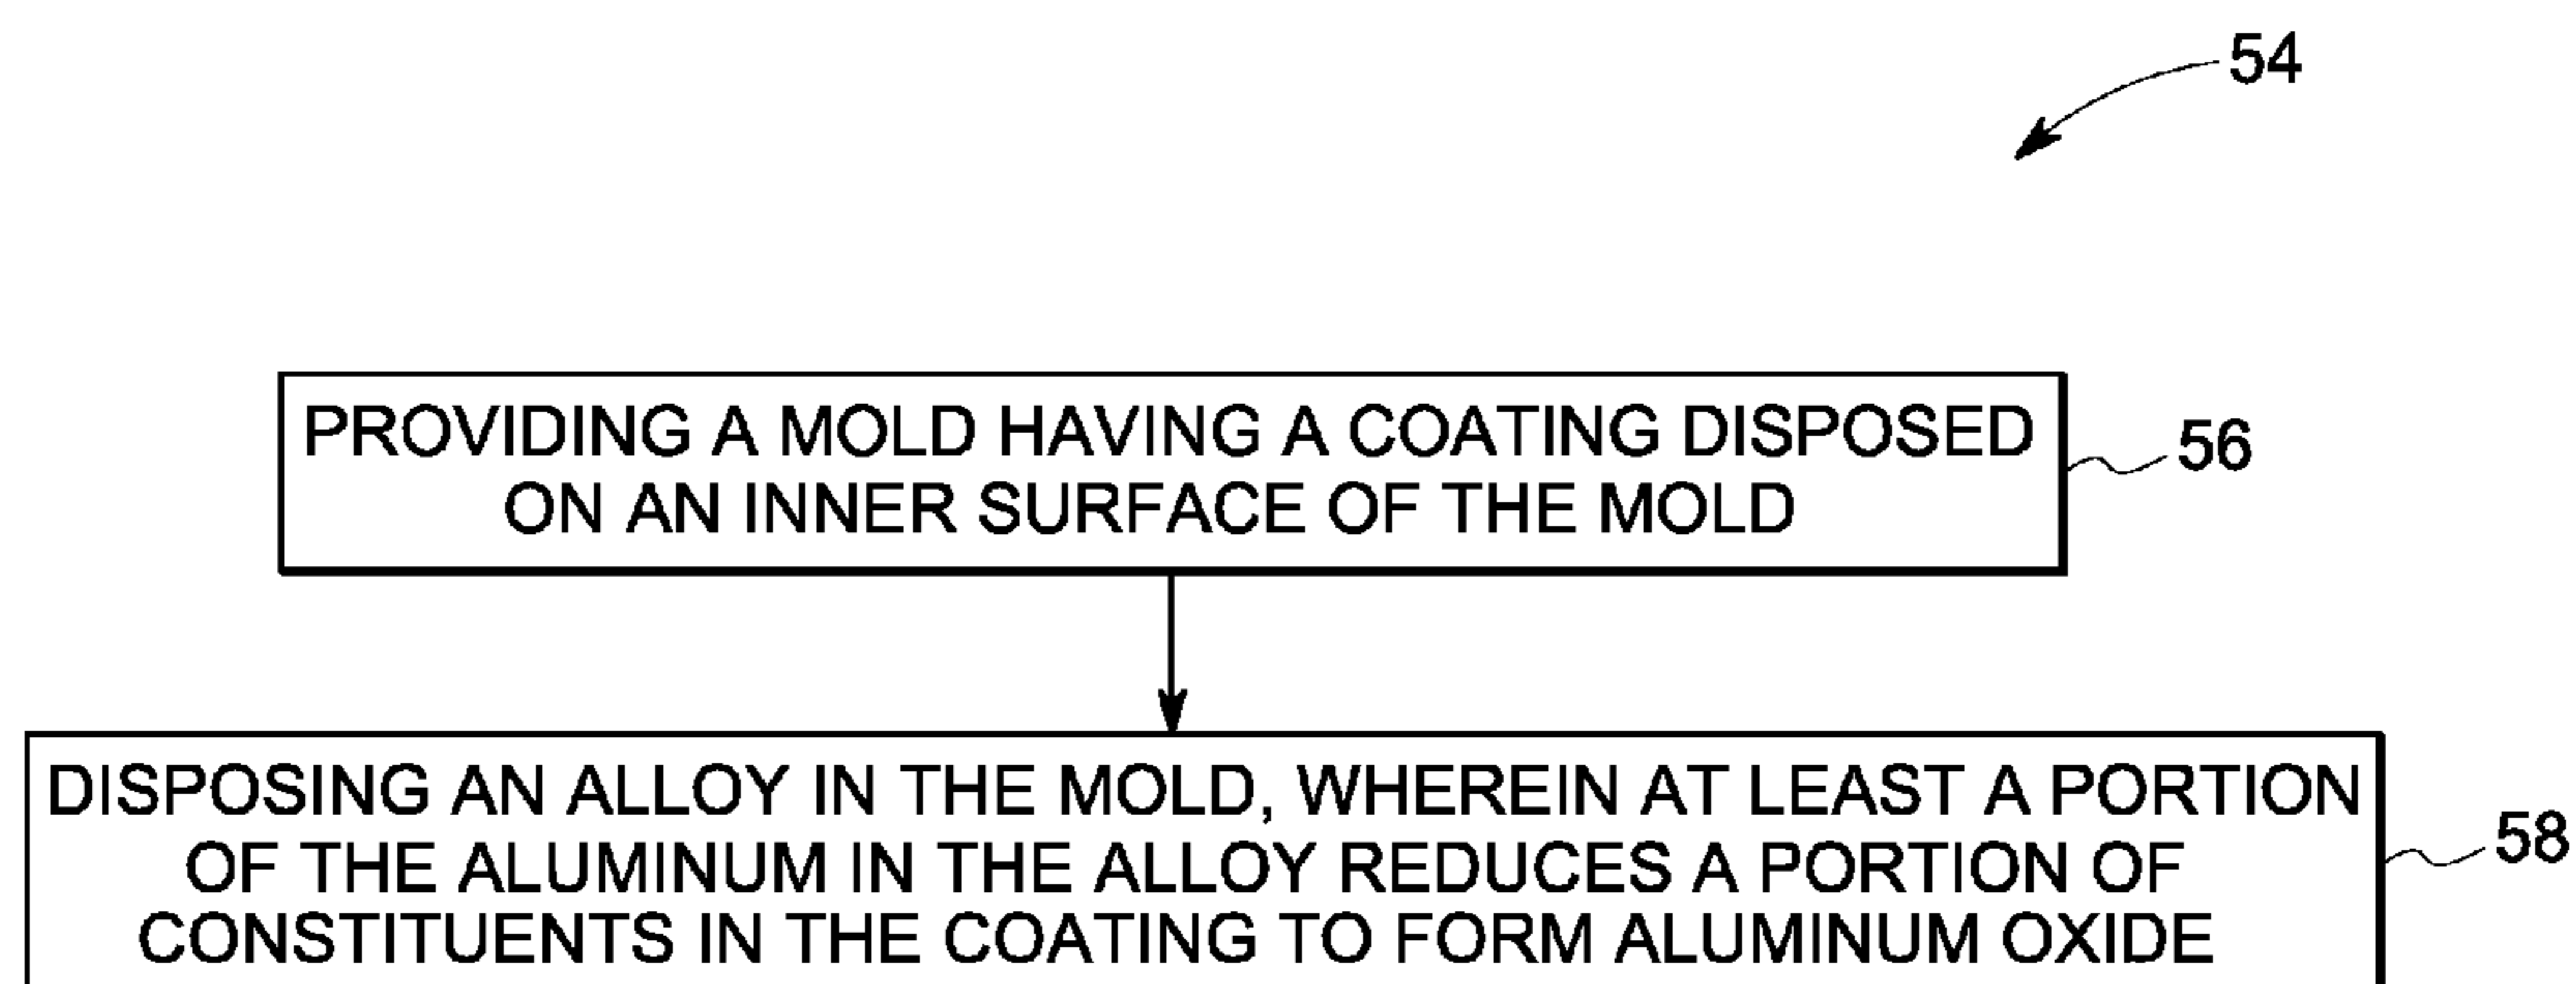 54
PROVIDING A MOLD HAVING A COATING DISPOSED
ON AN INNER SURFACE OF THE MOLD
56
DISPOSING AN ALLOY IN THE MOLD, WHEREIN AT LEAST A PORTION
OF THE ALUMINUM IN THE ALLOY REDUCES A PORTION OF
CONSTITUENTS IN THE COATING TO FORM ALUMINUM OXIDE
58